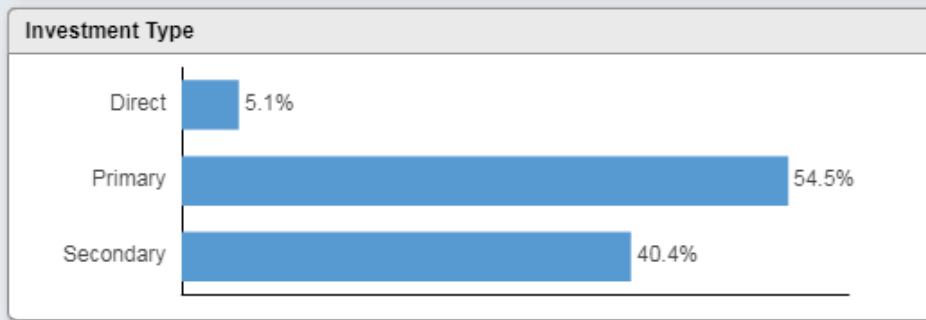 Investment Type
Direct 5.1%
Primary 54.5%
Secondary 40.4%